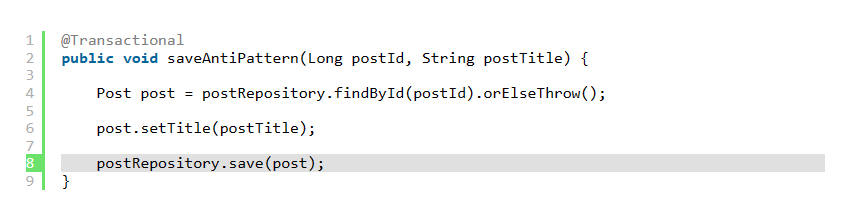 1 @Transactional
2 public void saveAntiPattern(Long postId, String postTitle) {
3
4     Post post = postRepository.findById(postId).orElseThrow();
5
6     post.setTitle(postTitle);
7
8     postRepository.save(post);
9 }